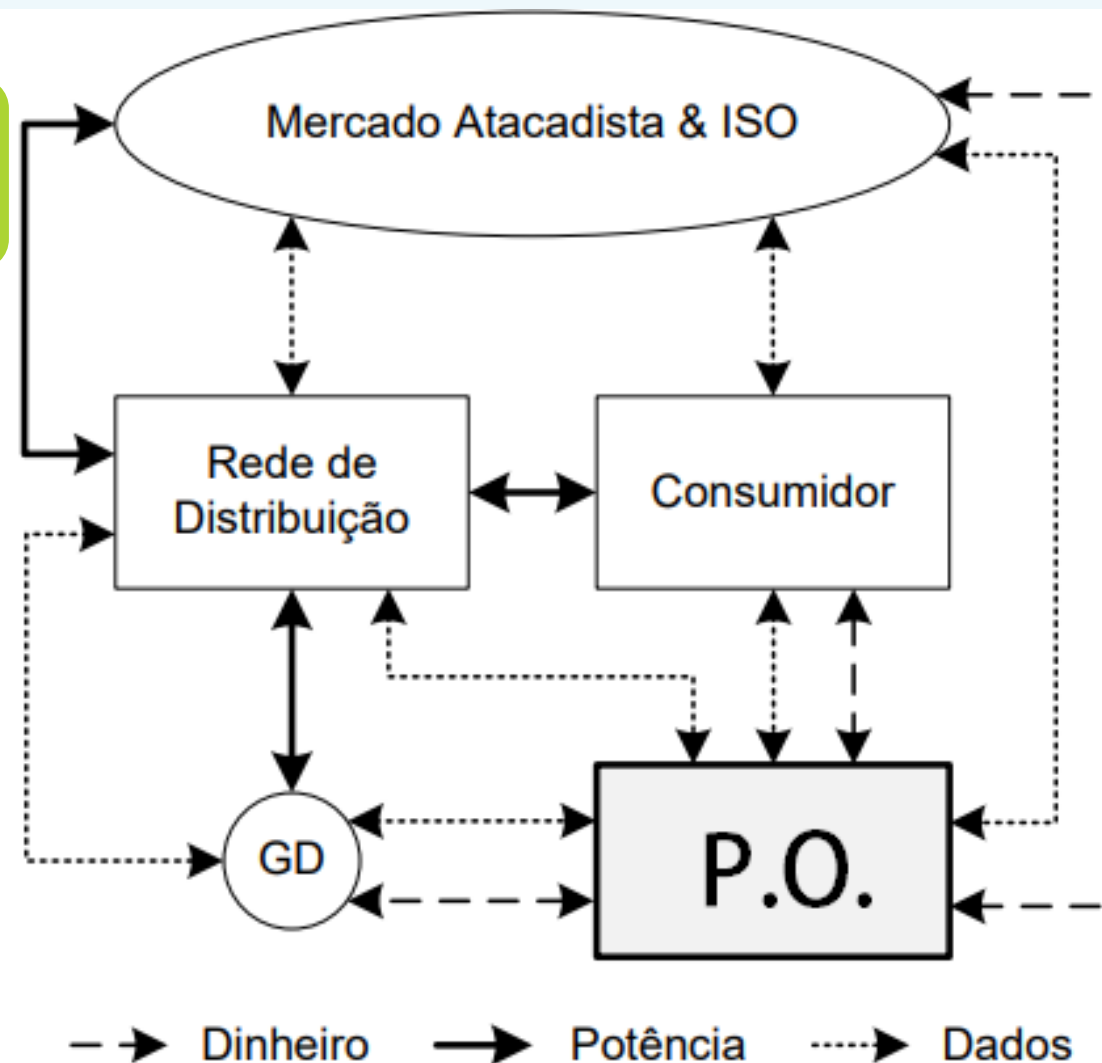 Mercado Atacadista & ISO
Rede de
Distribuição
Consumidor
GD
P.O.
Dinheiro
Potência
Dados